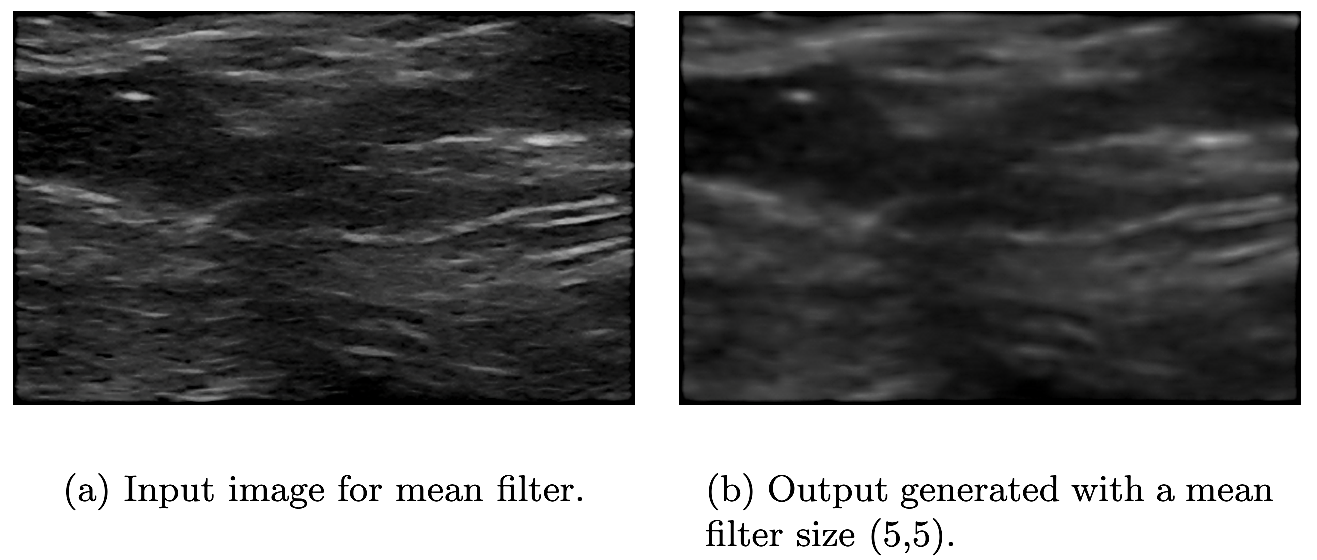 (a) Input image for mean filter.
(b) Output generated with a mean
filter size (5,5).